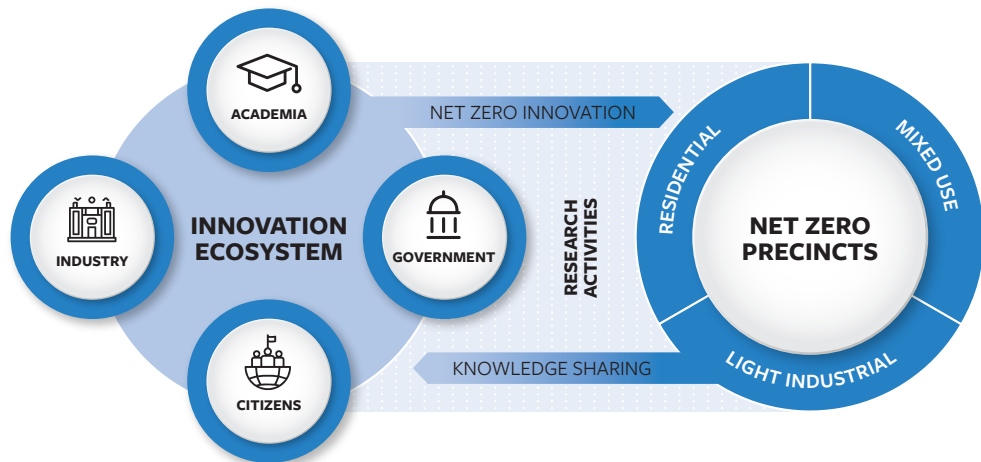 ACADEMIA
NET ZERO INNOVATION
INDUSTRY
INNOVATION
ECOSYSTEM
GOVERNMENT
RESEARCH
ACTIVITIES
RESIDENTIAL
MIXED USE
NET ZERO
PRECINCTS
KNOWLEDGE SHARING
LIGHT INDUSTRIAL
CITIZENS